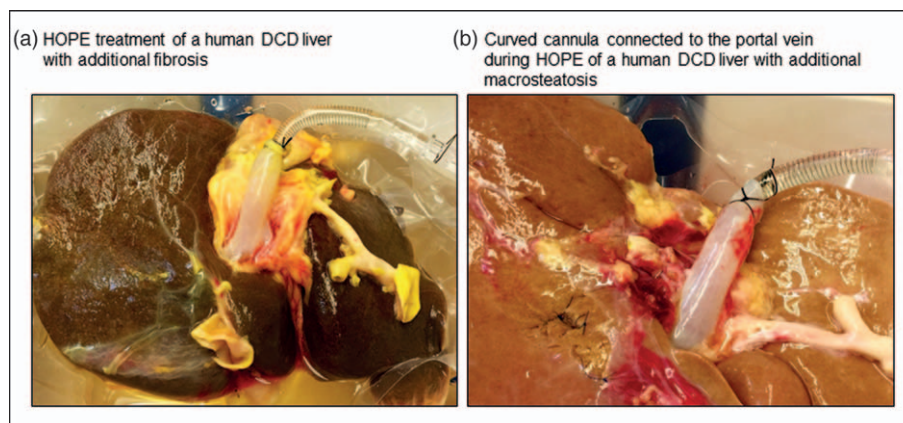 (a) HOPE treatment of a human DCD liver
with additional fibrosis
(b) Curved cannula connected to the portal vein
during HOPE of a human DCD liver with additional
macrosteatosis